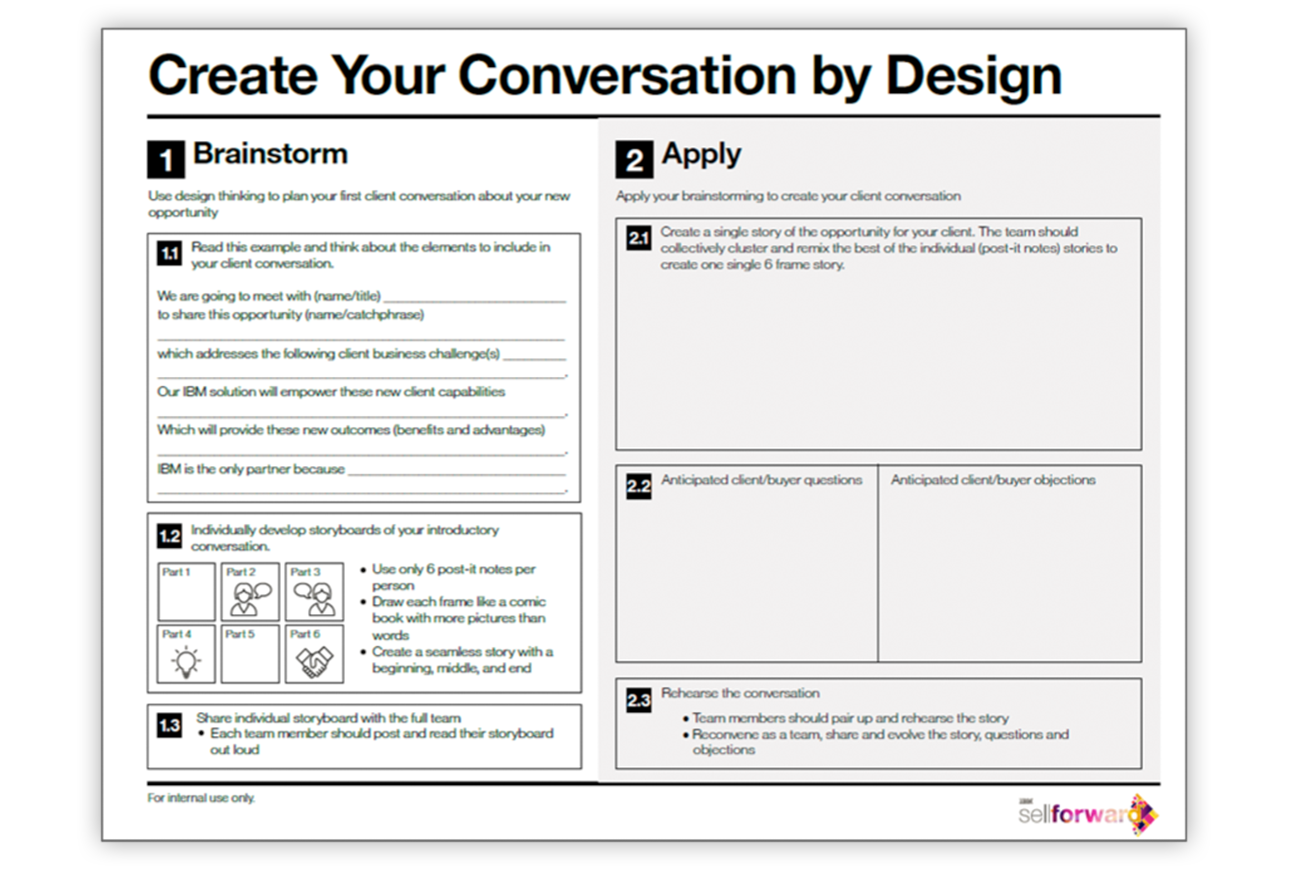 Create Your Conversation by Design
1 Brainstorm
Use design thinking to plan your first client conversation about your new
opportunity
1.1 Read this example and think about the elements to include in
your client conversation.
We are going to meet with (name/title) ____________________
to share this opportunity (name/catchphrase)
____________________
which addresses the following client business challenge(s) ________
____________________.
Our IBM solution will empower these new client capabilities
____________________.
Which will provide these new outcomes (benefits and advantages)
____________________.
IBM is the only partner because ____________________
____________________.
1.2 Individually develop storyboards of your introductory
conversation.
Part 1 Part 2 Part 3
Part 4 Part 5 Part 6
• Use only 6 post-it notes per
person
• Draw each frame like a comic
book with more pictures than
words
• Create a seamless story with a
beginning, middle, and end
1.3 Share individual storyboard with the full team
• Each team member should post and read their storyboard
out loud
2 Apply
Apply your brainstorming to create your client conversation
2.1 Create a single story of the opportunity for your client. The team should
collectively cluster and remix the best of the individual (post-it notes) stories to
create one single 6 frame story.
2.2 Anticipated client/buyer questions
Anticipated client/buyer objections
2.3 Rehearse the conversation
• Team members should pair up and rehearse the story
• Reconvene as a team, share and evolve the story, questions and
objections
For internal use only.
IBM
sellforward